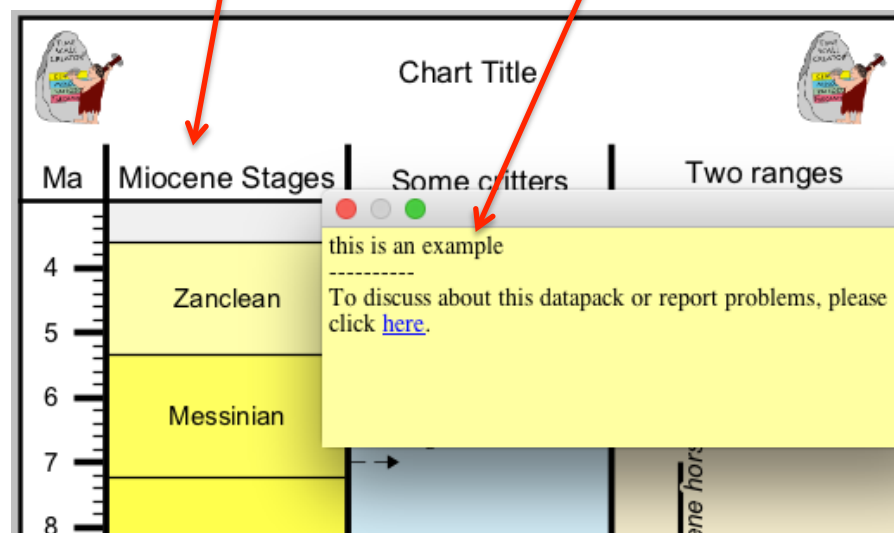 Chart Title
Ma
Miocene Stages
Some critters
Two ranges
this is an example
----------
To discuss about this datapack or report problems, please
click here.
4
Zanclean
5
6
Messinian
7
8